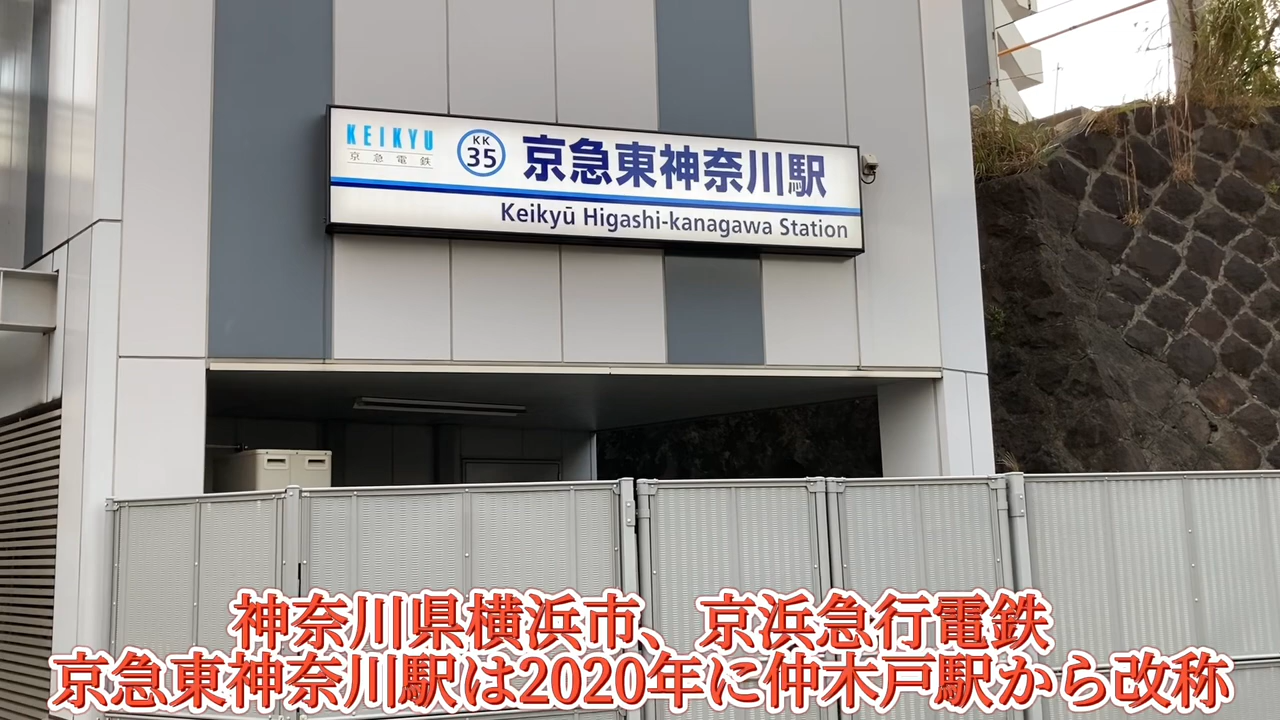 KEIKYU
京急電鉄
KK
35
京急東神奈川駅
Keikyū Higashi-kanagawa Station
神奈川県横浜市、京浜急行電鉄
京急東神奈川駅は2020年に仲木戸駅から改称